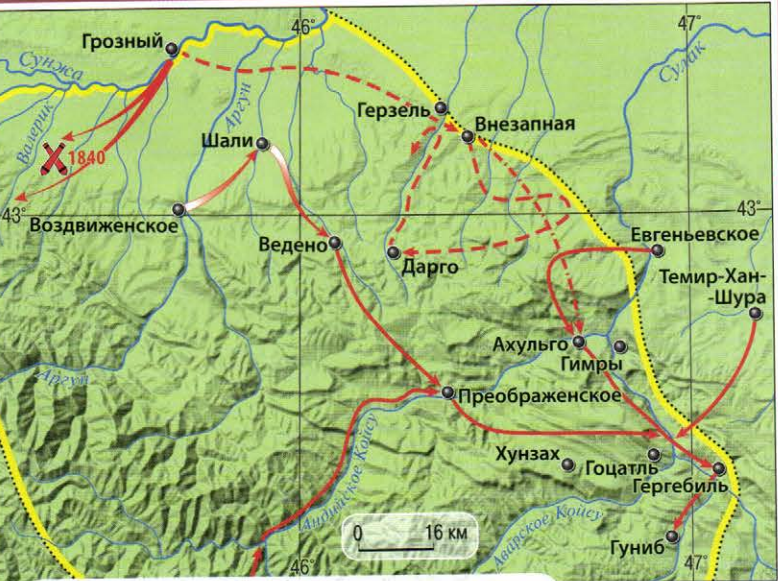 46°
47°
Грозный
Сунжа
Сулак
Аргун
Герзель
Внезапная
Валерик
Шали
1840
43°
43°
Воздвиженское
Ведено
Дарго
Евгеньевское
Темир-Хан-
-Шура
Ахульго
Гимры
Аргун
Преображенское
Хунзах
Гоцатль
Гергебиль
Андийское Койсу
0 16 км
Аварское Койсу
Гуниб
46°
47°